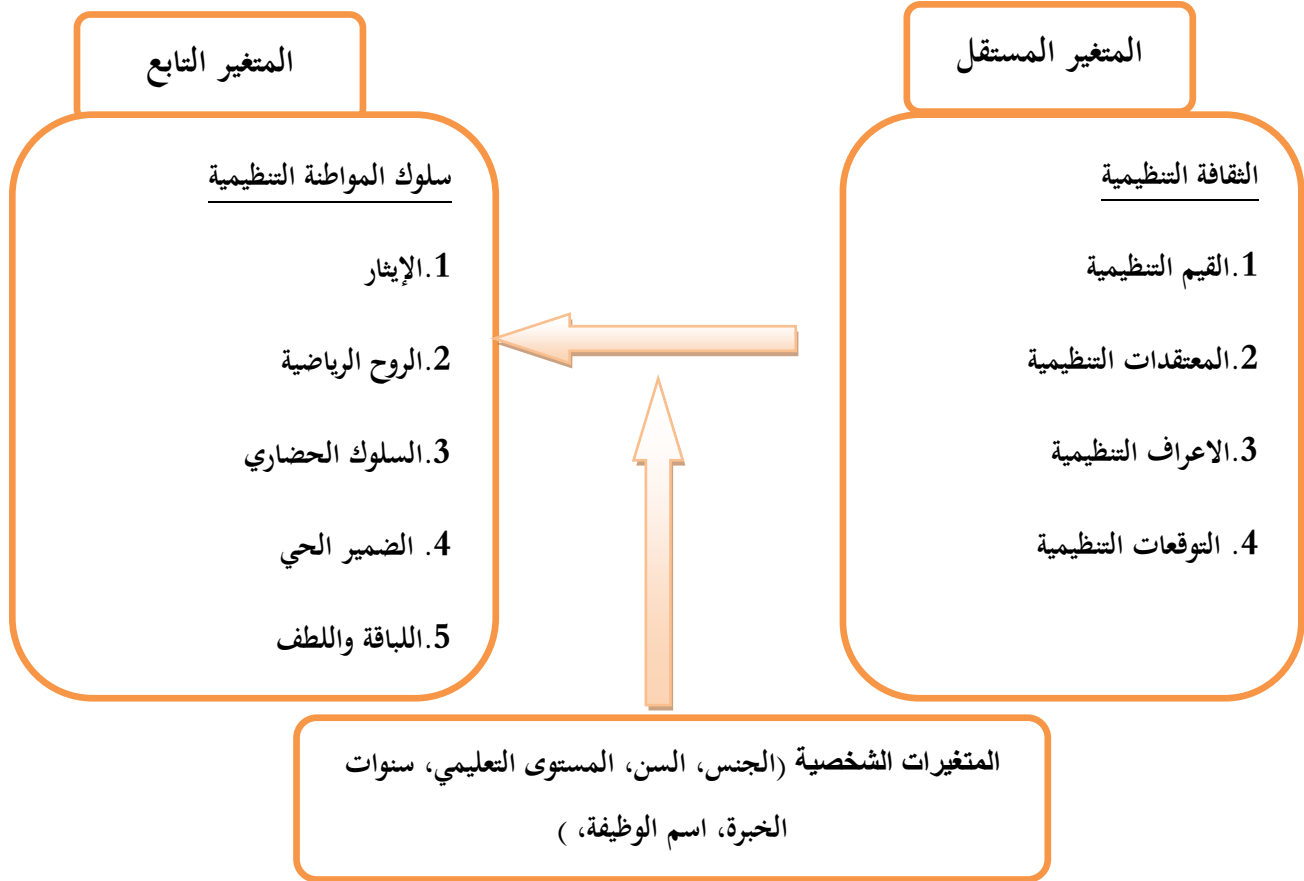 المتغير المستقل
الثقافة التنظيمية
1.القيم التنظيمية
2.المعتقدات التنظيمية
3.الاعراف التنظيمية
4. التوقعات التنظيمية
المتغير التابع
سلوك المواطنة التنظيمية
1.الإيثار
2.الروح الرياضية
3.السلوك الحضاري
4. الضمير الحي
5.اللباقة واللطف
المتغيرات الشخصية (الجنس، السن، المستوى التعليمي، سنوات
الخبرة، اسم الوظيفة، )